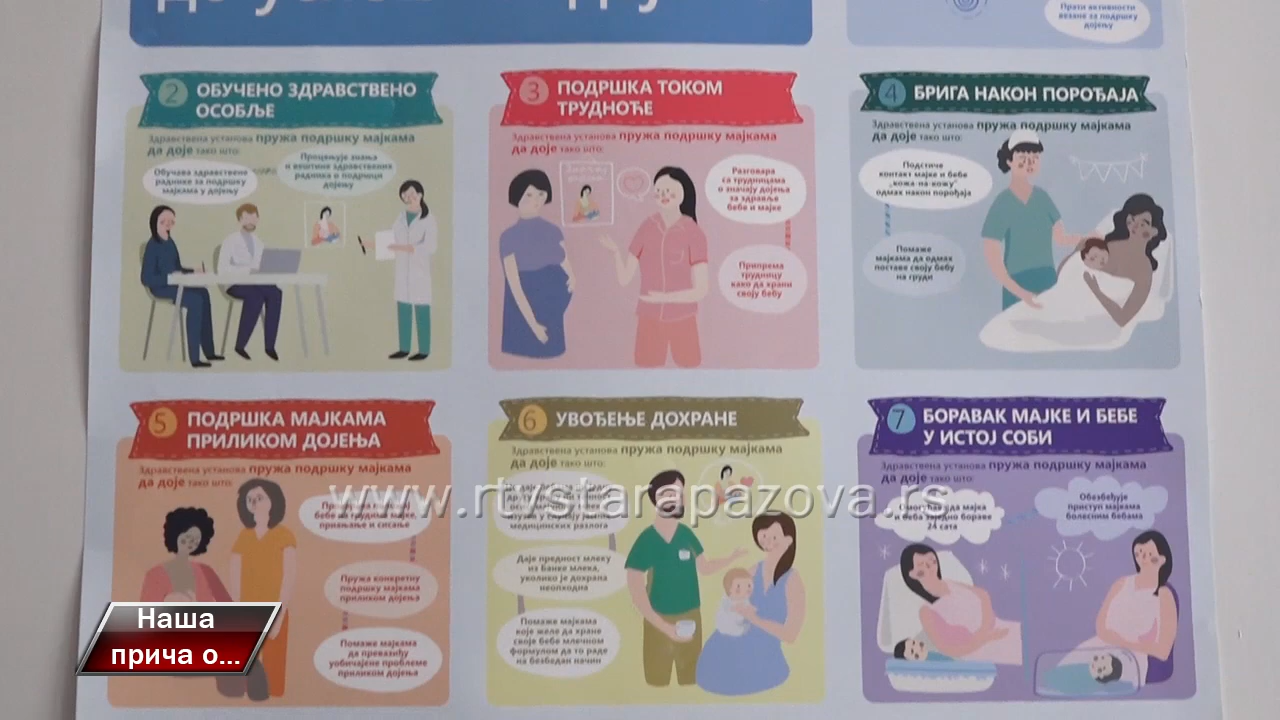 Прати активности
везане за подршку
дојењу
2 ОБУЧЕНО ЗДРАВСТВЕНО
ОСОБЉЕ
Здравствена установа пружа подршку мајкама
да доје тако што:
Обучава здравствене
раднике за подршку
мајкама у дојењу
Процењује знања
и вештине здравствених
радника о подршци
дојењу
3 ПОДРШКА ТОКОМ
ТРУДНОЋЕ
Здравствена установа пружа подршку мајкама
да доје тако што:
Разговара
са трудницама
о значају дојења
за здравље
бебе и мајке
Припрема
трудницу
како да храни
своју бебу
4 БРИГА НАКОН ПОРОЂАЈА
Здравствена установа пружа подршку мајкама
да доје тако што:
Подстиче
контакт мајке и бебе
„кожа-на-кожу“
одмах након порођаја
Помаже
мајкама да одмах
поставе своју бебу
на груди
5 ПОДРШКА МАЈКАМА
ПРИЛИКОМ ДОЈЕЊА
Здравствена установа пружа подршку мајкама
да доје тако што:
бебе на грудима мајке,
прианјање и сисање
Пружа конкретну
подршку мајкама
приликом дојења
Помаже мајкама
да превазиђу
уобичајене проблеме
приликом дојења
6 УВОЂЕЊЕ ДОХРАНЕ
Здравствена установа пружа подршку мајкама
да доје тако што:
медицинских разлога
Даје предност млеку
из Банке млека,
уколико је дохрана
неопходна
Помаже мајкама
које желе да хране
своје бебе млечном
формулом да то раде
на безбедан начин
7 БОРАВАК МАЈКЕ И БЕБЕ
У ИСТОЈ СОБИ
Здравствена установа пружа подршку мајкама
да доје тако што:
Омогућава да мајка
и беба заједно бораве
24 сата
Обезбеђује
приступ мајкама
болесним бебама
www.rtvstarapazova.rs
Наша
прича о...